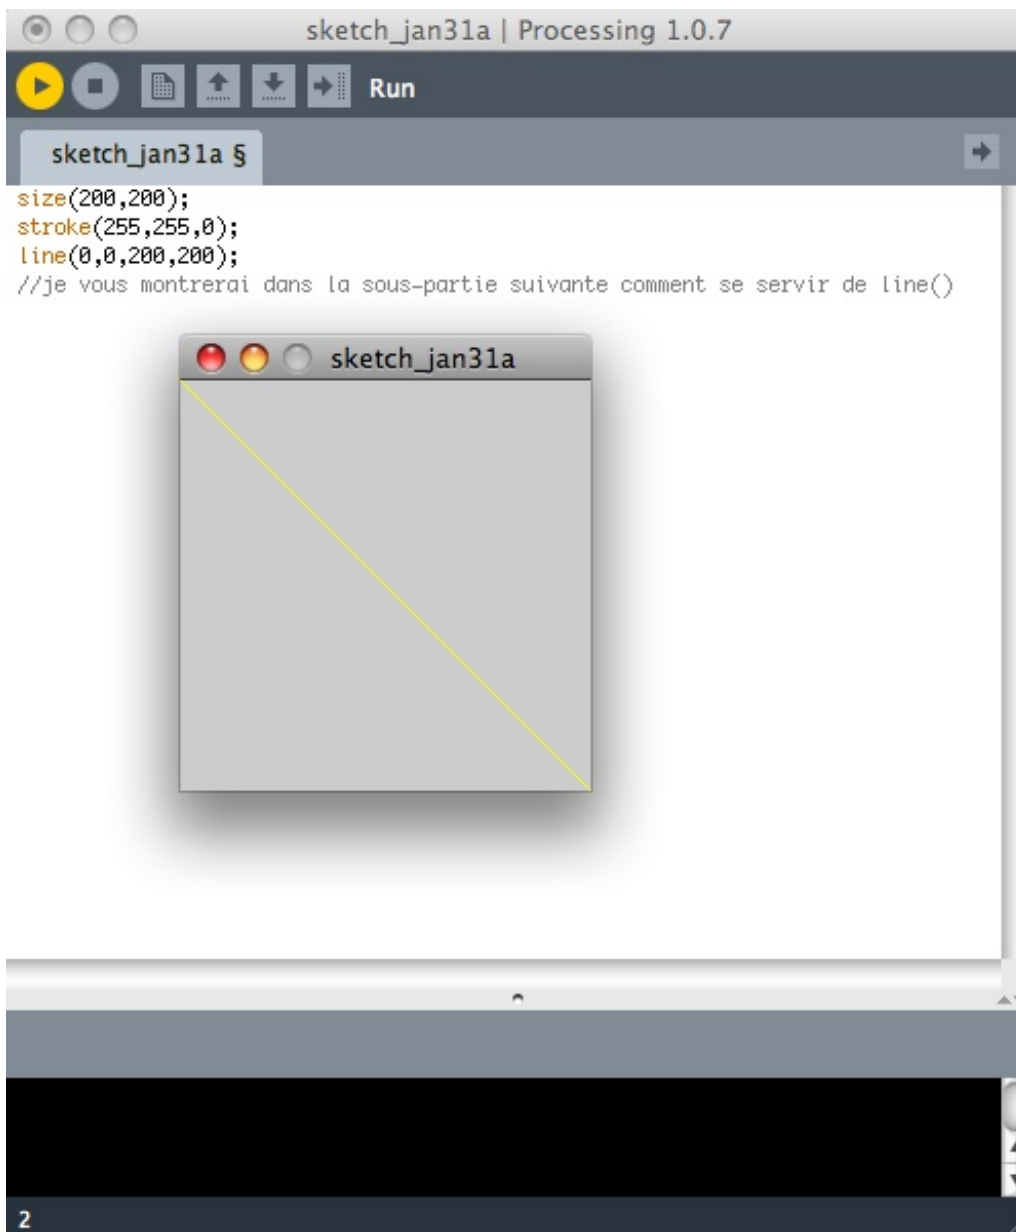 sketch_jan31a | Processing 1.0.7
Run
sketch_jan31a §
size(200,200);
stroke(255,255,0);
line(0,0,200,200);
//je vous montrerai dans la sous-partie suivante comment se servir de line()
sketch_jan31a
2